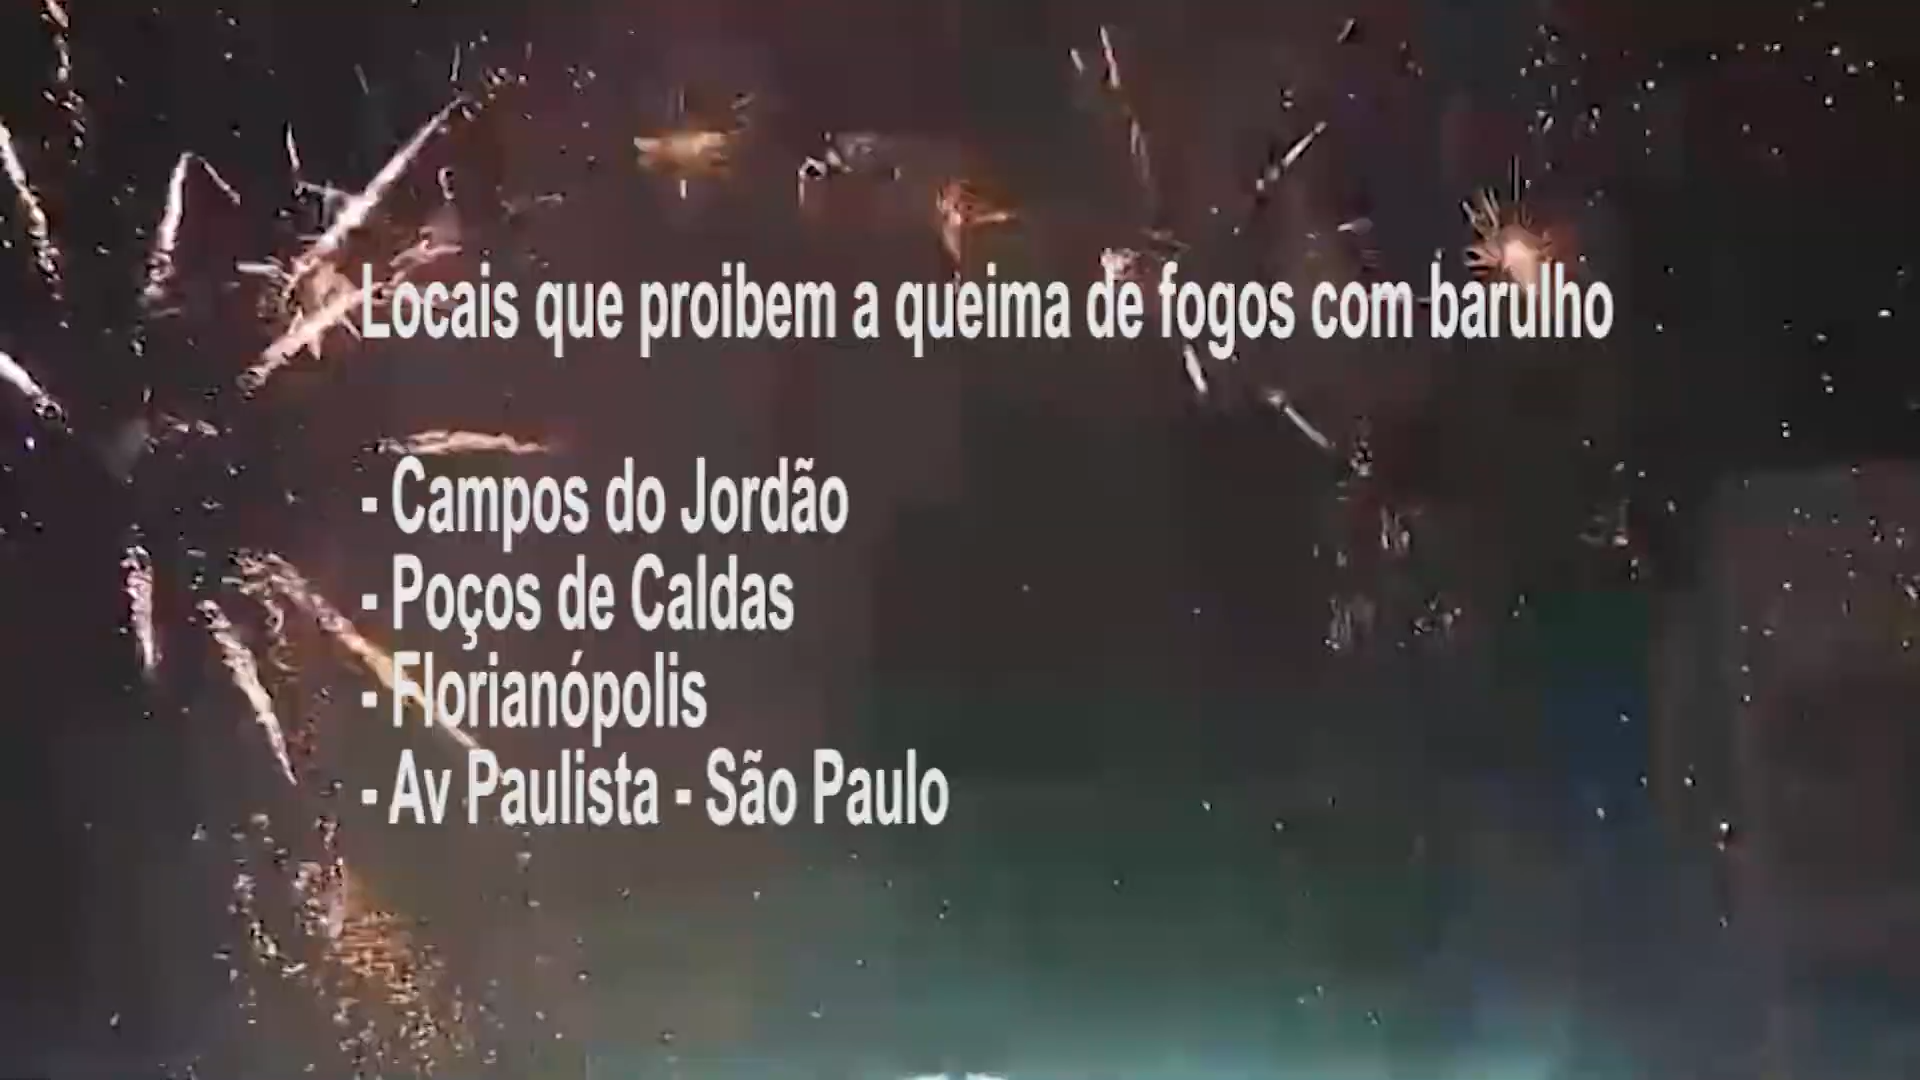 Locais que proibem a queima de fogos com barulho
- Campos do Jordão
- Poços de Caldas
- Florianópolis
- Av Paulista - São Paulo